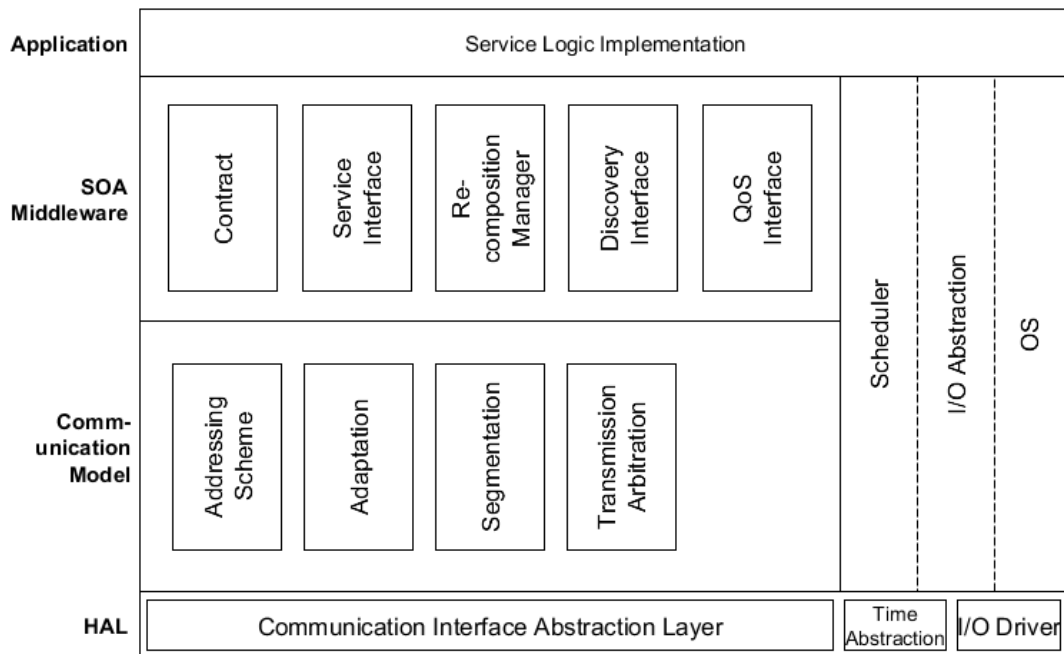 Application
Service Logic Implementation
SOA
Middleware
Contract
Service
Interface
Re-
composition
Manager
Discovery
Interface
QoS
Interface
Scheduler
I/O Abstraction
OS
Comm-
unication
Model
Addressing
Scheme
Adaptation
Segmentation
Transmission
Arbitration
HAL
Communication Interface Abstraction Layer
Time
Abstraction
I/O Driver